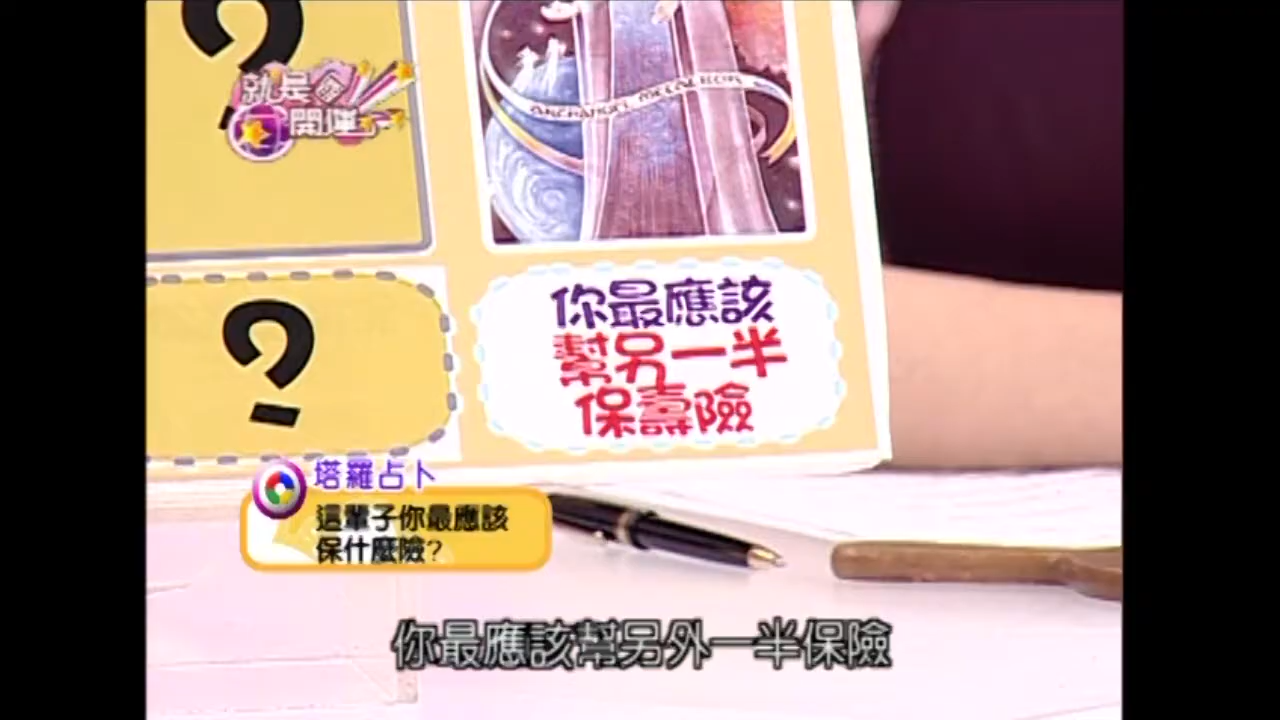 就是
開運
ARCHANGEL
你最應該
幫另一半
保壽險
?
塔羅占卜
這輩子你最應該
保什麼險?
你最應該幫另外一半保險